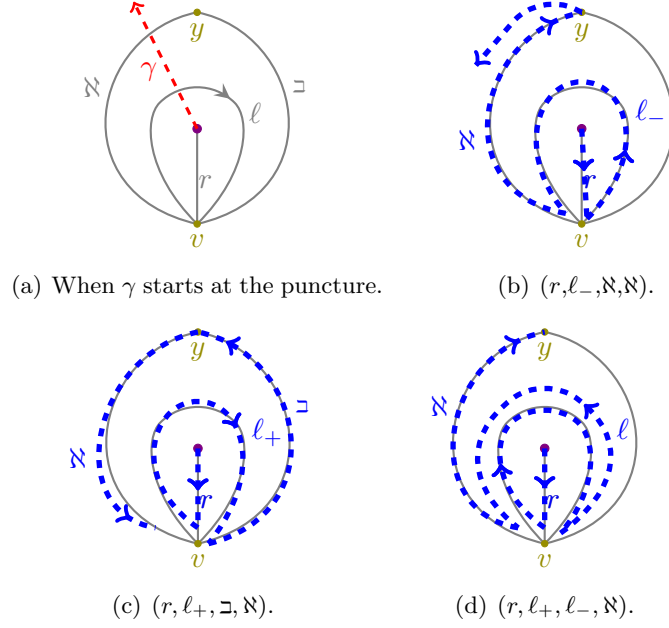 y
γ
ℵ
ℶ
ℓ
r
v
y
ℓ₋
ℵ
r
v
(a) When γ starts at the puncture.
(b) (r,ℓ₋,ℵ,ℵ).
y
ℶ
ℵ
ℓ₊
r
v
y
ℵ
ℓ
r
v
(c) (r, ℓ₊, ℶ, ℵ).
(d) (r, ℓ₊, ℓ₋, ℵ).